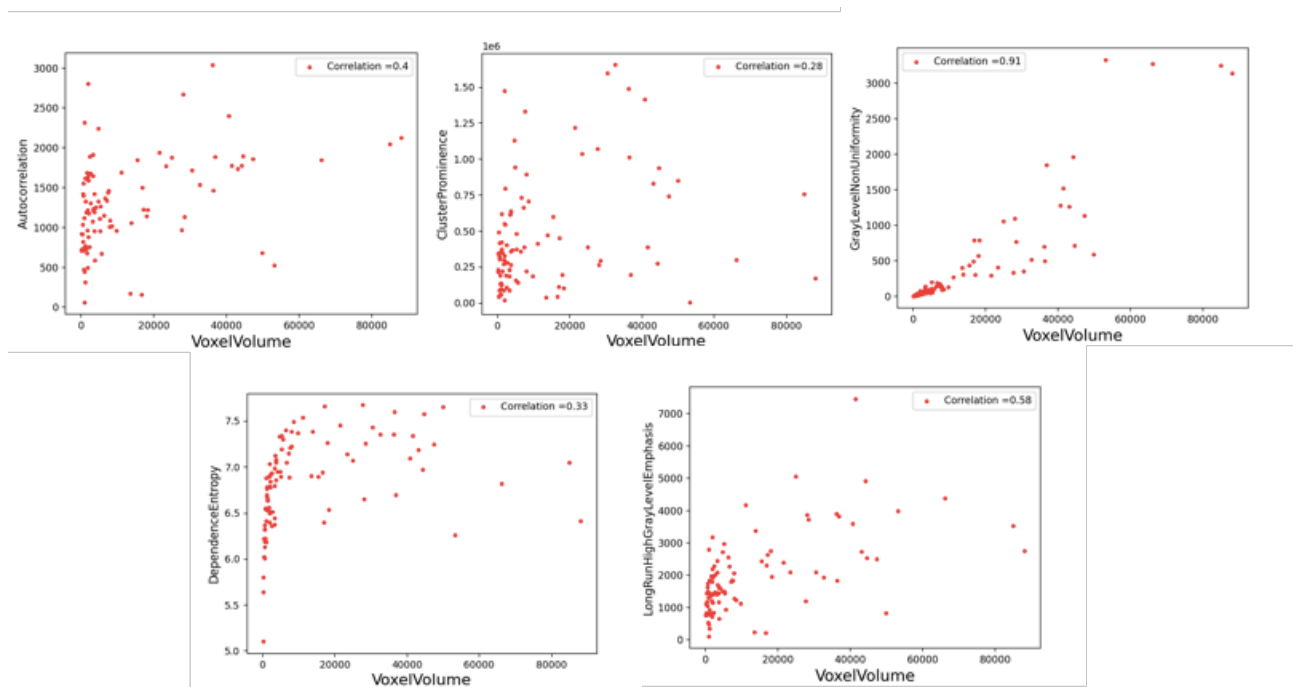 Correlation =0.4
3000
2500
2000
1500
1000
500
0
Autocorrelation
0 20000 40000 60000 80000
VoxelVolume
1e6
Correlation =0.28
1.50
1.25
1.00
0.75
0.50
0.25
0.00
ClusterProminence
0 20000 40000 60000 80000
VoxelVolume
Correlation =0.91
3000
2500
2000
1500
1000
500
0
GrayLevelNonUniformity
0 20000 40000 60000 80000
VoxelVolume
Correlation =0.33
7.5
7.0
6.5
6.0
5.5
5.0
DependenceEntropy
0 20000 40000 60000 80000
VoxelVolume
Correlation =0.58
7000
6000
5000
4000
3000
2000
1000
0
LongRunHighGrayLevelEmphasis
0 20000 40000 60000 80000
VoxelVolume